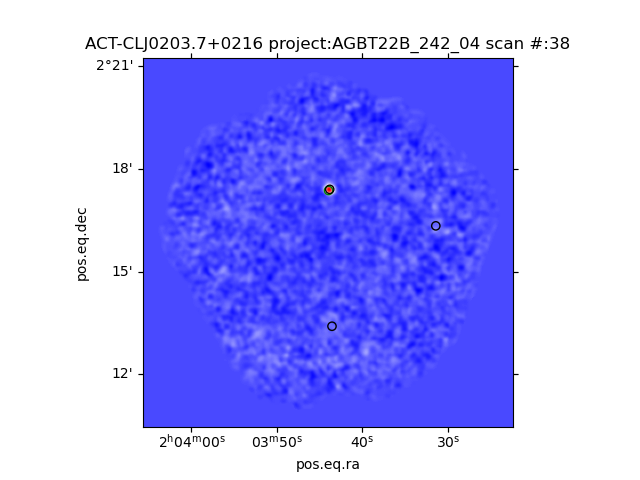 ACT-CLJ0203.7+0216 project:AGBT22B_242_04 scan #:38
2°21'
18'
15'
12'
pos.eq.dec
2h04m00s 03m50s 40s 30s
pos.eq.ra